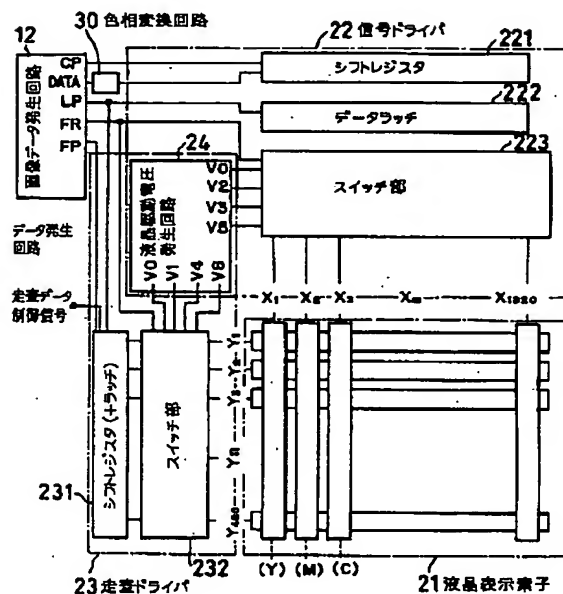 12
30 色相変換回路
22 信号ドライバ
221
CP
DATA
LP
FR
FP
画像データ発生回路
シフトレジスタ
222
データラッチ
223
24
スイッチ部
V0
V2
V3
V5
液晶駆動電圧
発生回路
V0
V1
V4
データ発生
回路
走査データ
制御信号
X1
X2
X3
Xm
X1920
Y1
Y2
Y3
Yn
Y480
シフトレジスタ(+ラッチ)
スイッチ部
231
232
23 走査ドライバ
(Y)
(M)
(C)
21 液晶表示素子